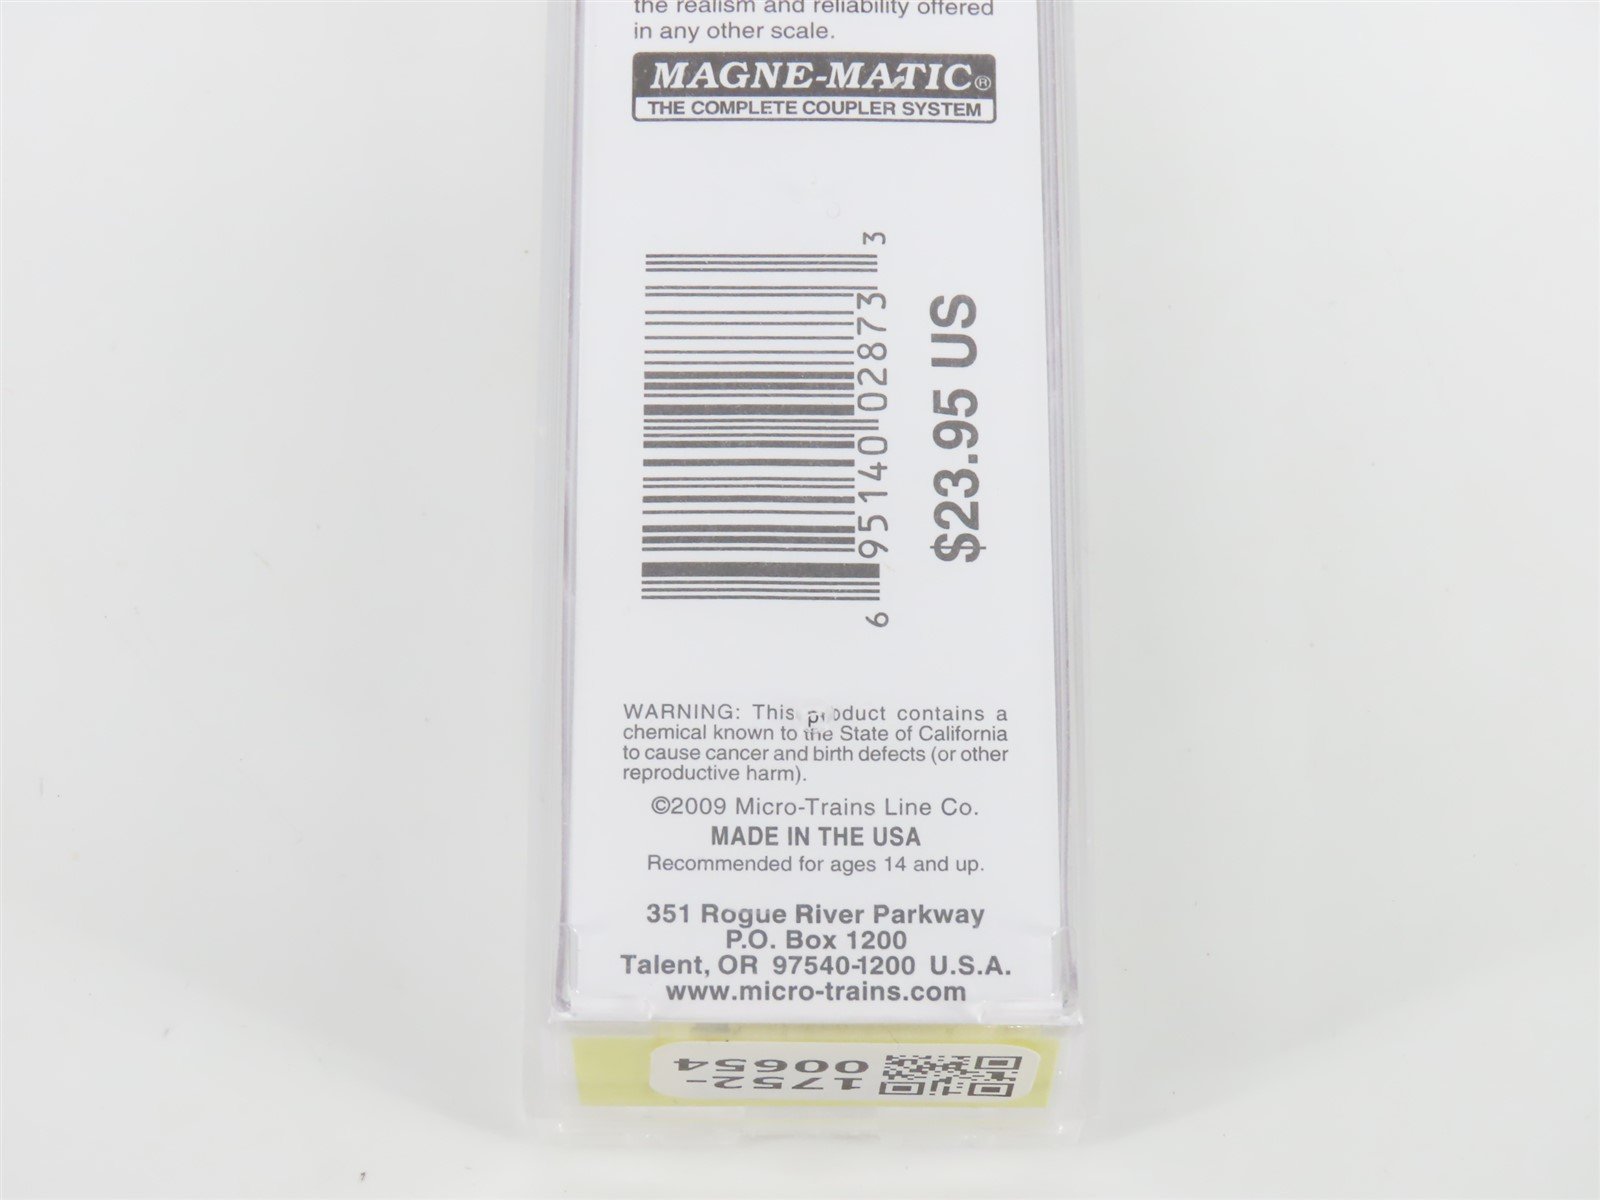 the realism and reliability offered
in any other scale.
MAGNE-MATIC®
THE COMPLETE COUPLER SYSTEM
6 95140 02873 3
$23.95 US
WARNING: This product contains a
chemical known to the State of California
to cause cancer and birth defects (or other
reproductive harm).
©2009 Micro-Trains Line Co.
MADE IN THE USA
Recommended for ages 14 and up.
351 Rogue River Parkway
P.O. Box 1200
Talent, OR 97540-1200 U.S.A.
www.micro-trains.com
1752-
00654